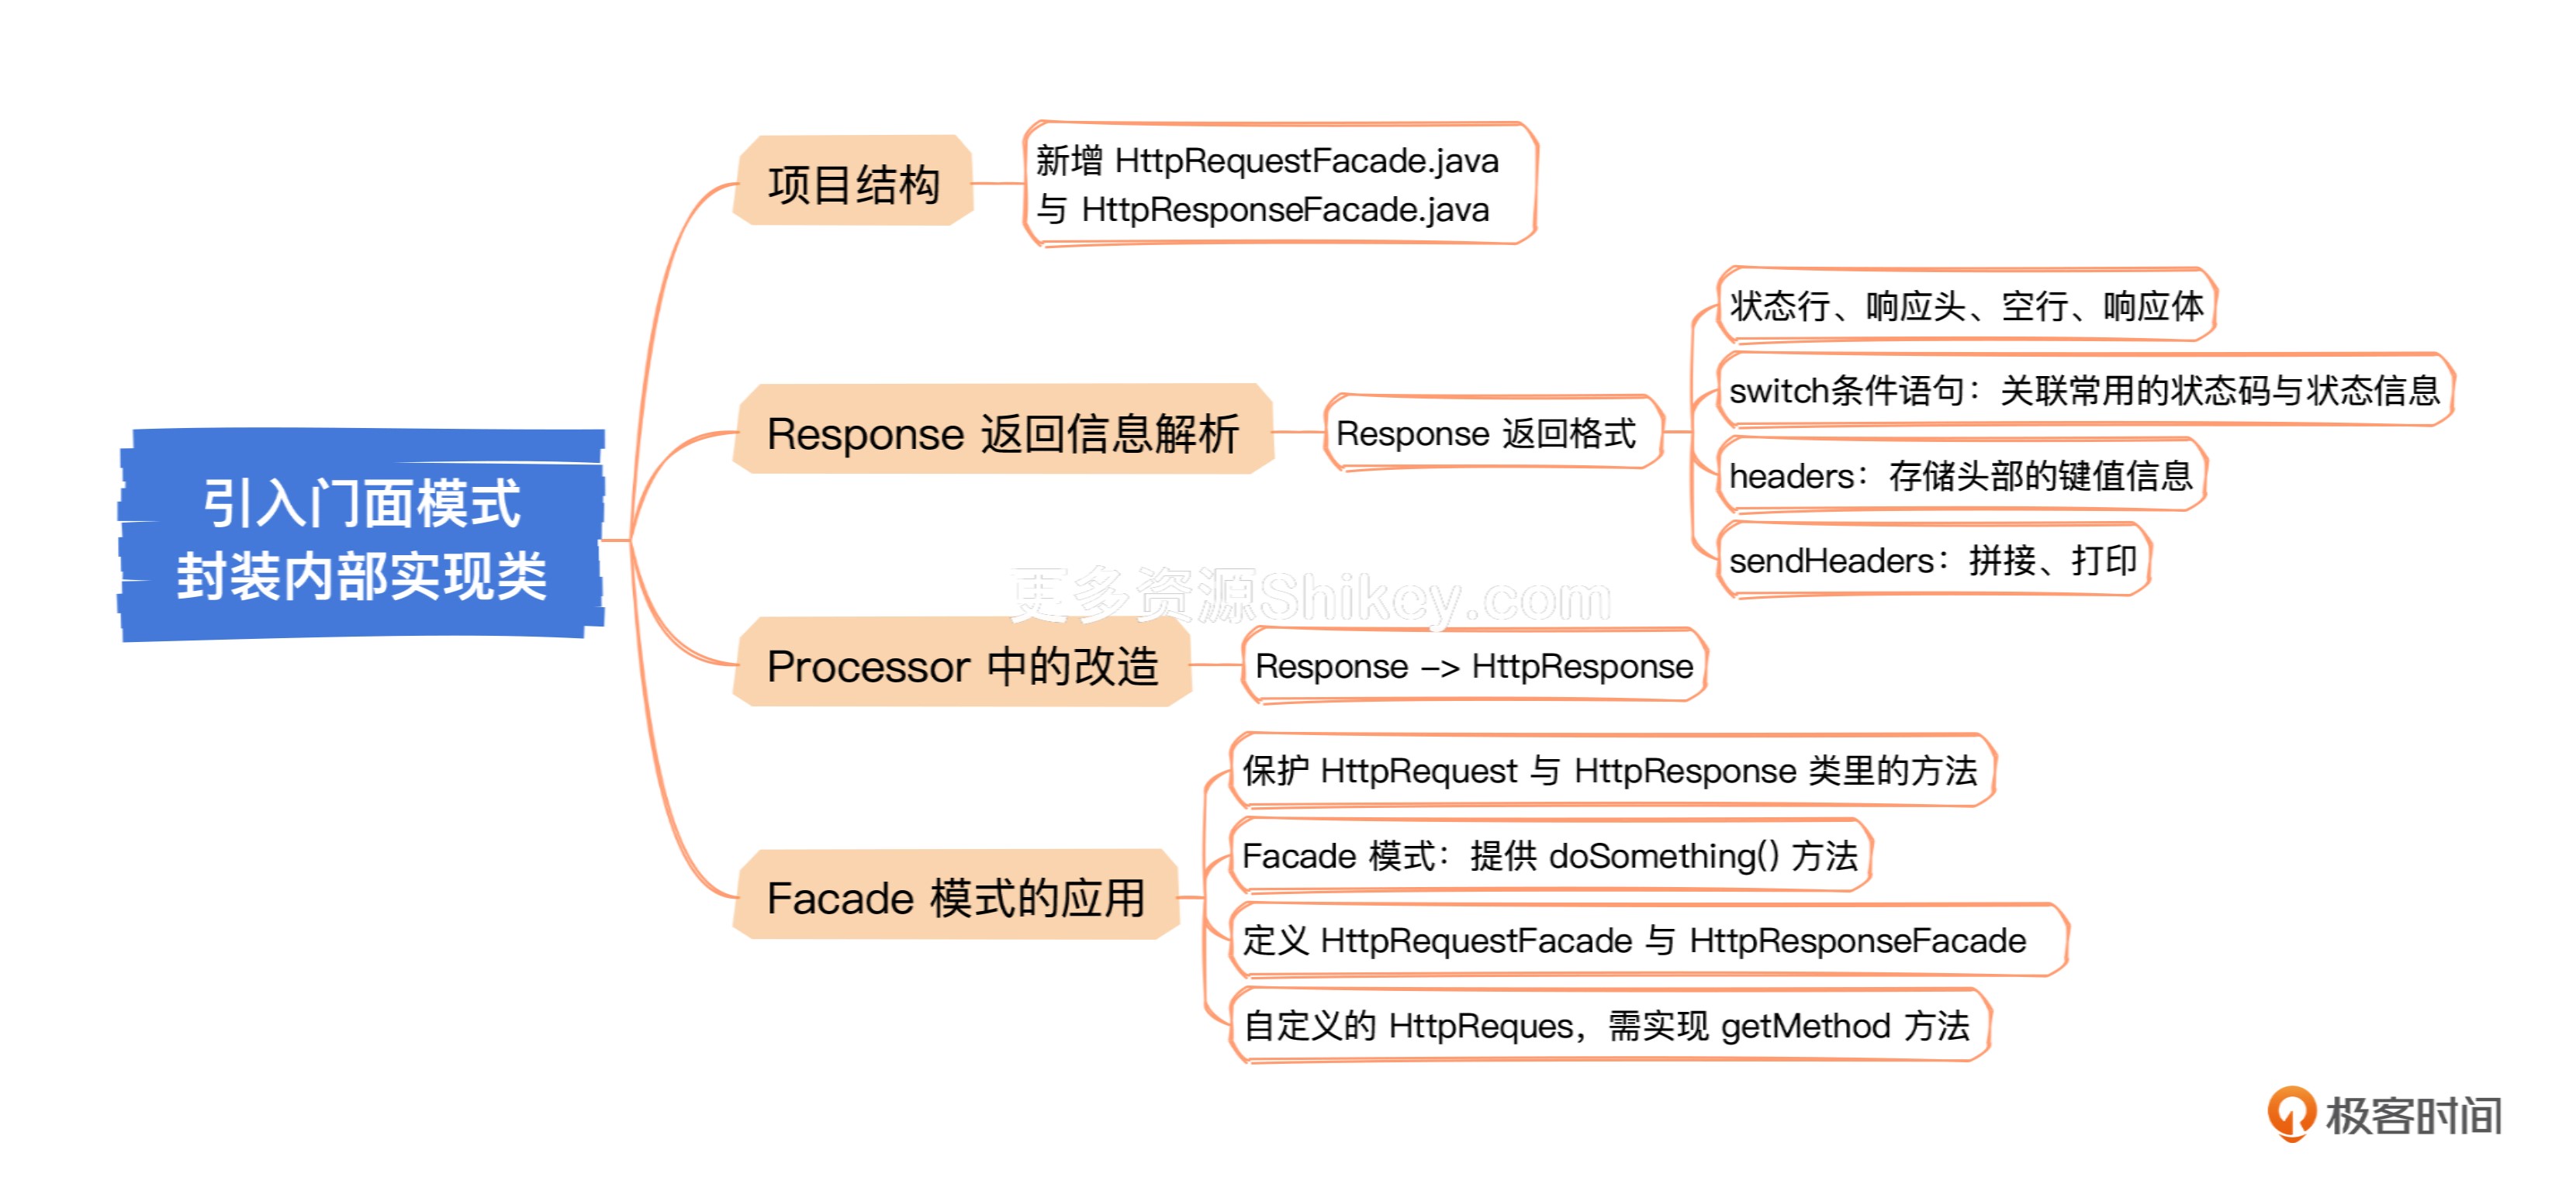 引入门面模式
封装内部实现类
项目结构
新增 HttpRequestFacade.java
与 HttpResponseFacade.java
Response 返回信息解析
Response 返回格式
状态行、响应头、空行、响应体
switch条件语句：关联常用的状态码与状态信息
headers：存储头部的键值信息
sendHeaders：拼接、打印
更多资源Shikey.com
Processor 中的改造
Response –> HttpResponse
Facade 模式的应用
保护 HttpRequest 与 HttpResponse 类里的方法
Facade 模式：提供 doSomething() 方法
定义 HttpRequestFacade 与 HttpResponseFacade
自定义的 HttpReques，需实现 getMethod 方法
极客时间